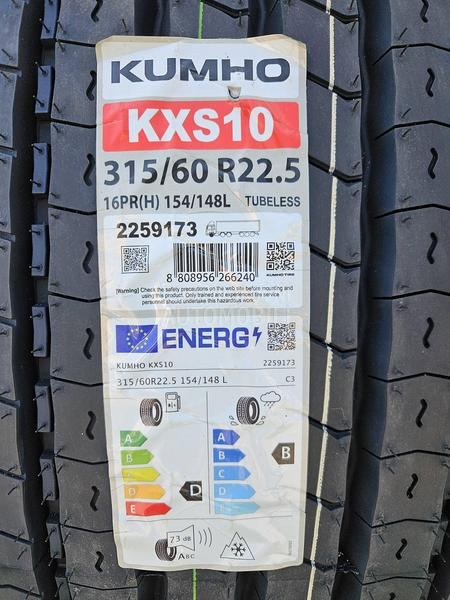 KUMHO
KXS10
315/60 R22.5
16PR(H) 154/148L TUBELESS
2259173
KUMHO TIRE
8 808956 266240
[Warning] Check the safety precautions on the web site before mounting and
using this product. Only trained and experienced tire service
personnel should undertake this hazardous work.
ENERG
KUMHO KXS10 2259173
315/60R22.5 154/148 L C3
A A
B B B
C C
D D D
E E
73 dB
ABC